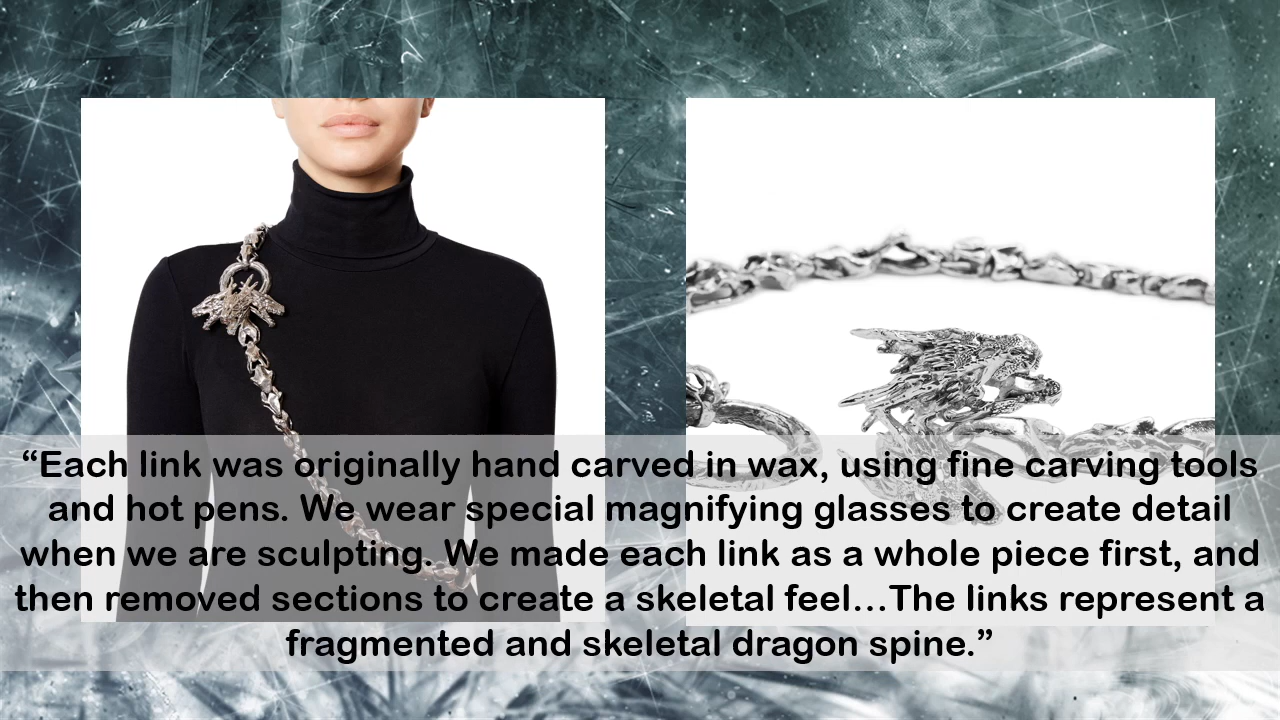 “Each link was originally hand carved in wax, using fine carving tools
and hot pens. We wear special magnifying glasses to create detail
when we are sculpting. We made each link as a whole piece first, and
then removed sections to create a skeletal feel…The links represent a
fragmented and skeletal dragon spine.”